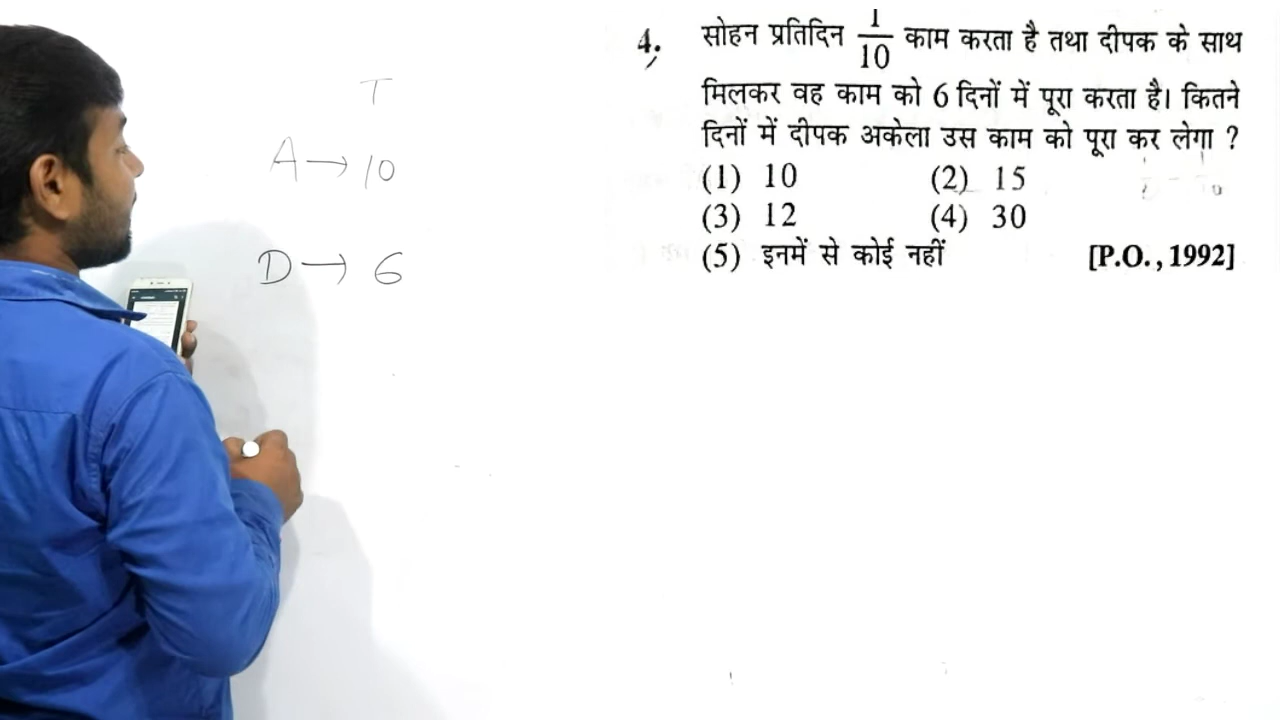 T
A → 10
D → 6
4. सोहन प्रतिदिन 1/10 काम करता है तथा दीपक के साथ
मिलकर वह काम को 6 दिनों में पूरा करता है। कितने
दिनों में दीपक अकेला उस काम को पूरा कर लेगा ?
(1) 10 (2) 15
(3) 12 (4) 30
(5) इनमें से कोई नहीं [P.O., 1992]